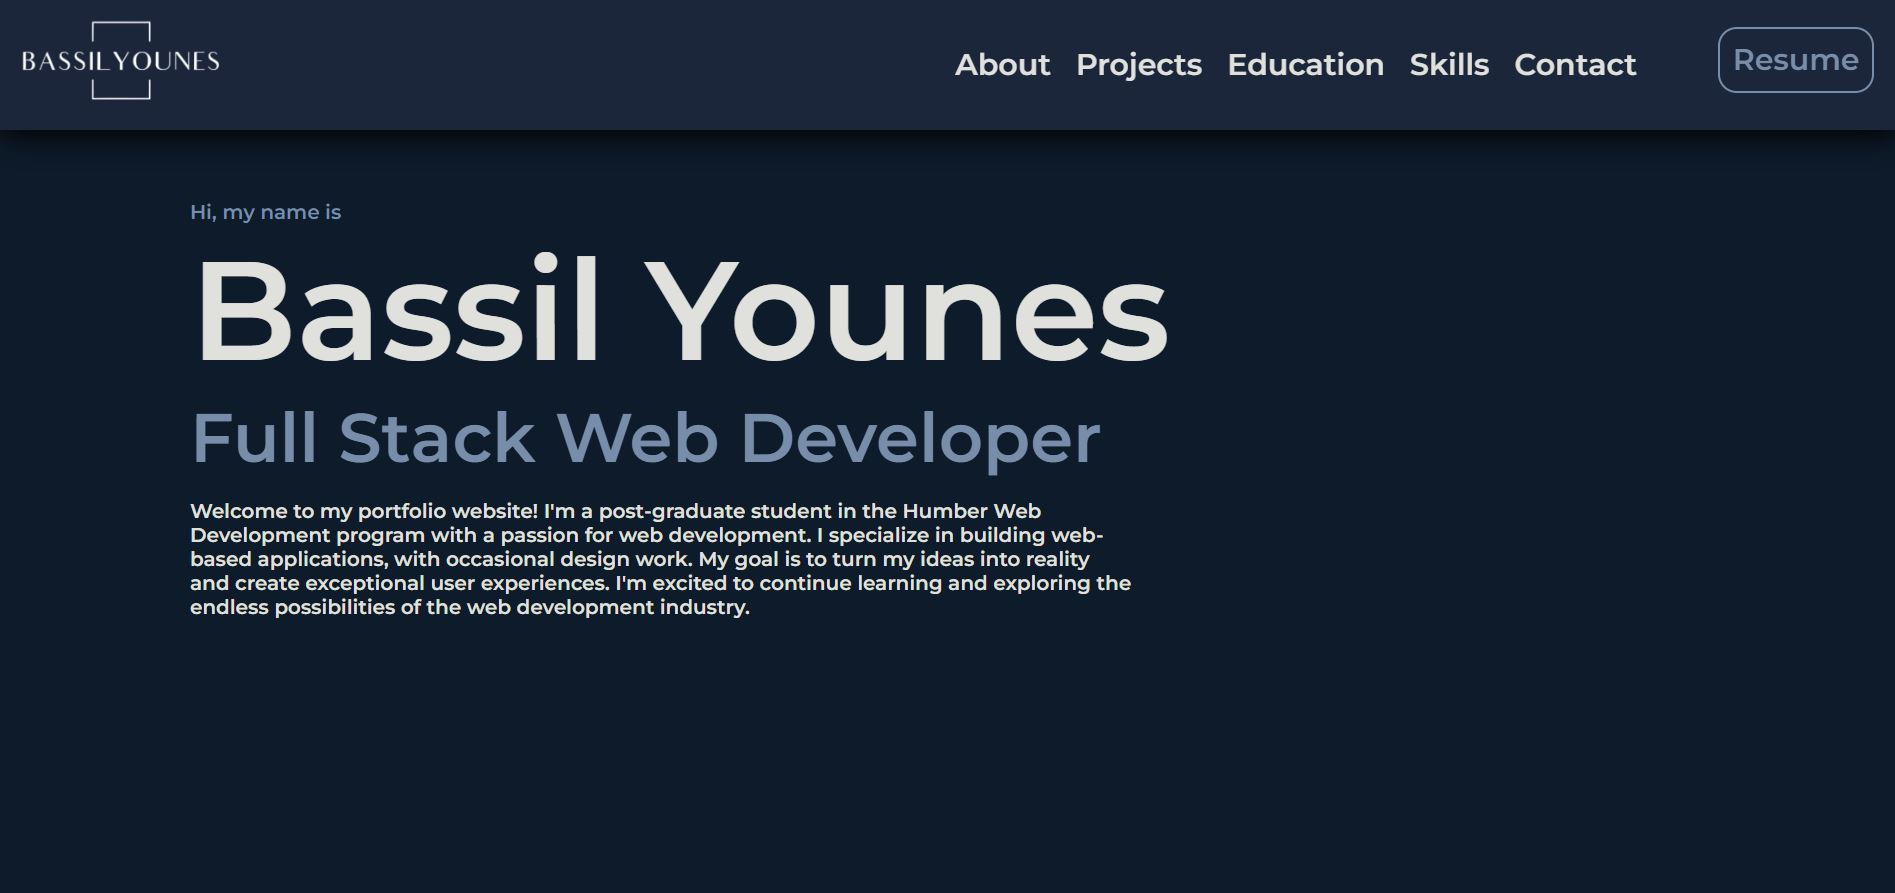 BASSILYOUNES
About Projects Education Skills Contact Resume
Hi, my name is
Bassil Younes
Full Stack Web Developer
Welcome to my portfolio website! I'm a post-graduate student in the Humber Web
Development program with a passion for web development. I specialize in building web-
based applications, with occasional design work. My goal is to turn my ideas into reality
and create exceptional user experiences. I'm excited to continue learning and exploring the
endless possibilities of the web development industry.